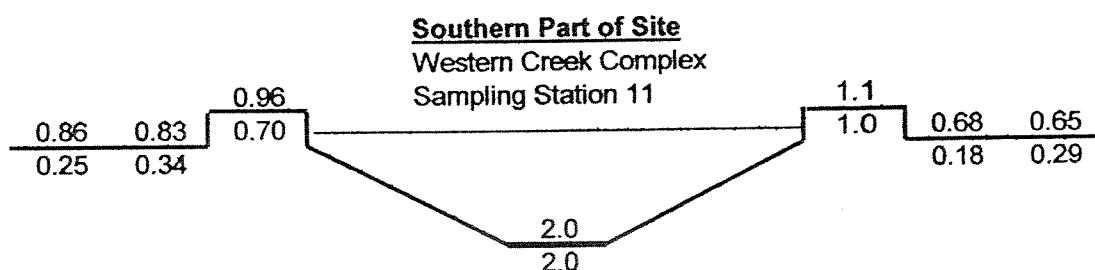 Southern Part of Site
Western Creek Complex
Sampling Station 11
0.96 1.1
0.86 0.83 0.70 1.0 0.68 0.65
0.25 0.34 0.18 0.29
2.0
2.0